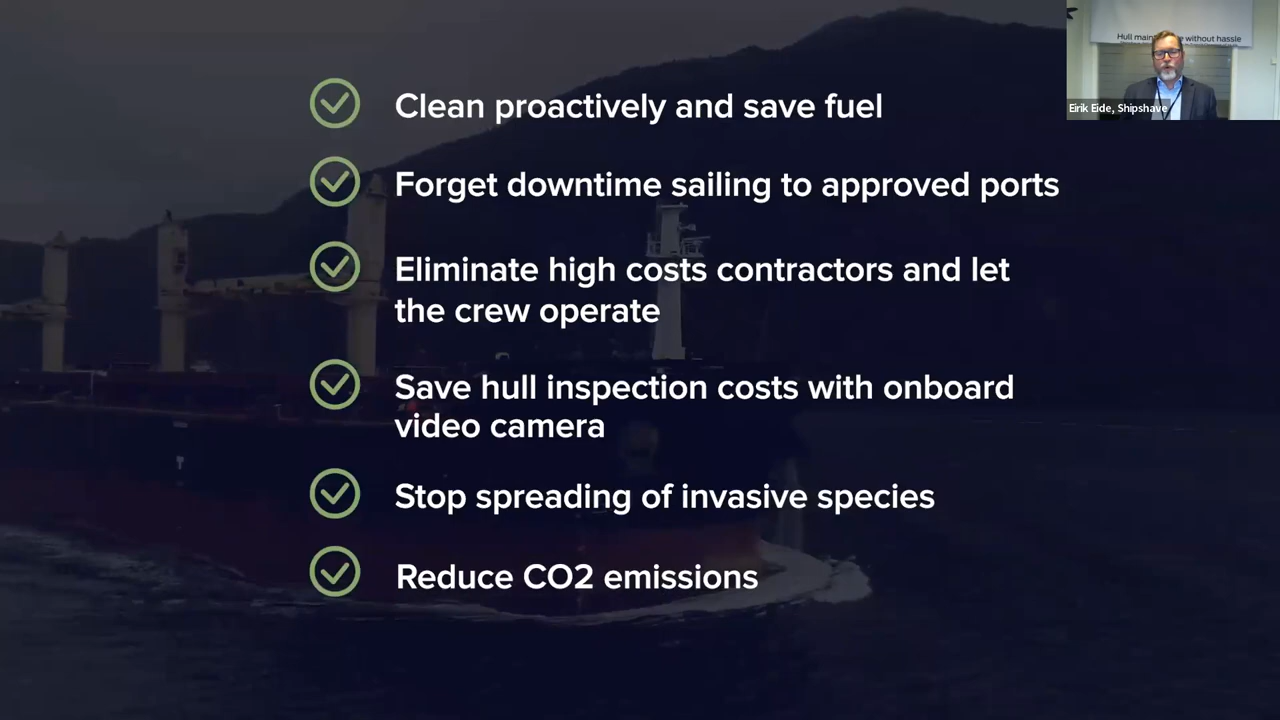 Hull maint e without hassle
Eirik Eide, Shipshave
Clean proactively and save fuel
Forget downtime sailing to approved ports
Eliminate high costs contractors and let
the crew operate
Save hull inspection costs with onboard
video camera
Stop spreading of invasive species
Reduce CO2 emissions